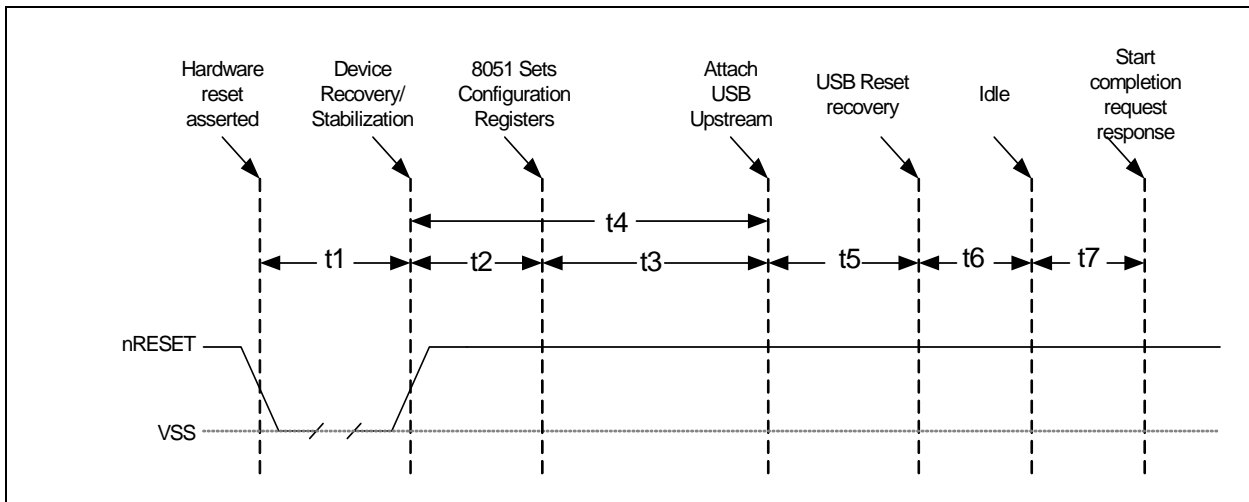 Hardware
reset
asserted
Device
Recovery/
Stabilization
8051 Sets
Configuration
Registers
Attach
USB
Upstream
USB Reset
recovery
Idle
Start
completion
request
response
t4
t1
t2
t3
t5
t6
t7
nRESET
VSS